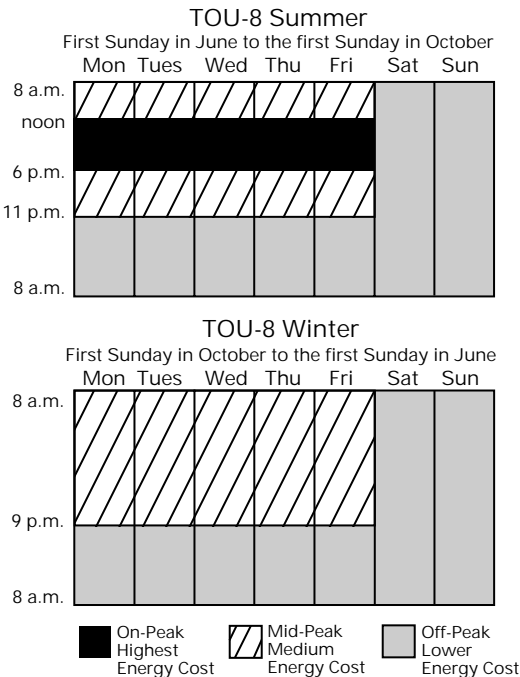 TOU-8 Summer
First Sunday in June to the first Sunday in October
Mon Tues Wed Thu Fri Sat Sun
8 a.m.
noon
6 p.m.
11 p.m.
8 a.m.
TOU-8 Winter
First Sunday in October to the first Sunday in June
Mon Tues Wed Thu Fri Sat Sun
8 a.m.
9 p.m.
8 a.m.
On-Peak
Highest
Energy Cost
Mid-Peak
Medium
Energy Cost
Off-Peak
Lower
Energy Cost